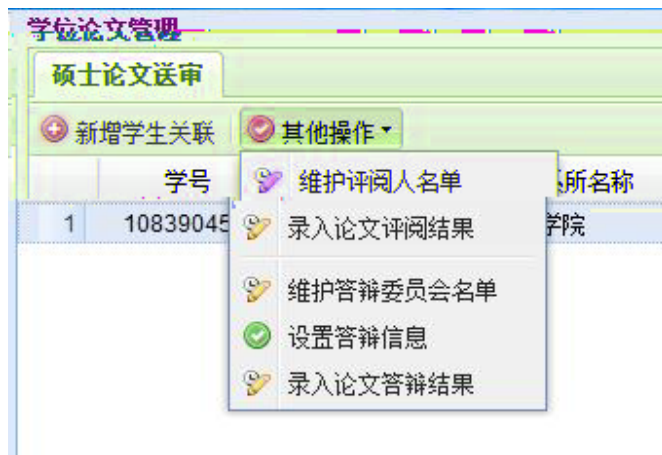 学位论文管理
硕士论文送审
新增学生关联 其他操作
学号 系所名称
维护评阅人名单
1 10839045 学院
录入论文评阅结果
维护答辩委员会名单
设置答辩信息
录入论文答辩结果